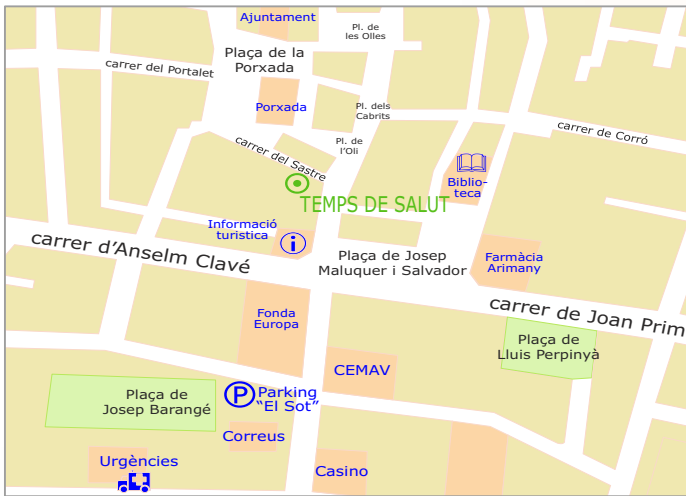 Ajuntament
Pl. de
les Olles
Plaça de la
Porxada
carrer del Portalet
Porxada
Pl. dels
Cabrits
carrer de Corró
Pl. de
l'Oli
carrer del Sastre
Biblio-
teca
TEMPS DE SALUT
Informació
turistica
i
carrer d'Anselm Clavé
Plaça de Josep
Maluquer i Salvador
Farmàcia
Arimany
carrer de Joan Prim
Fonda
Europa
Plaça de
Lluis Perpinyà
CEMAV
Plaça de
Josep Barangé
P
Parking
"El Sot"
Correus
Urgències
Casino